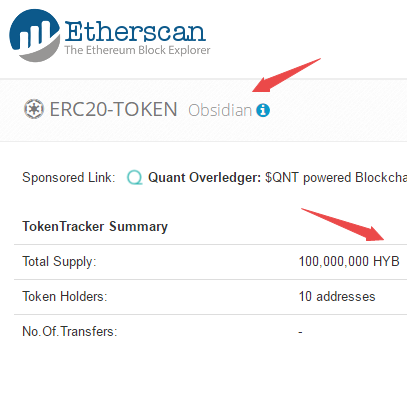 Etherscan
The Ethereum Block Explorer
ERC20-TOKEN Obsidian
Sponsored Link: Quant Overledger: $QNT powered Blockcha
TokenTracker Summary
Total Supply: 100,000,000 HYB
Token Holders: 10 addresses
No.Of.Transfers: -